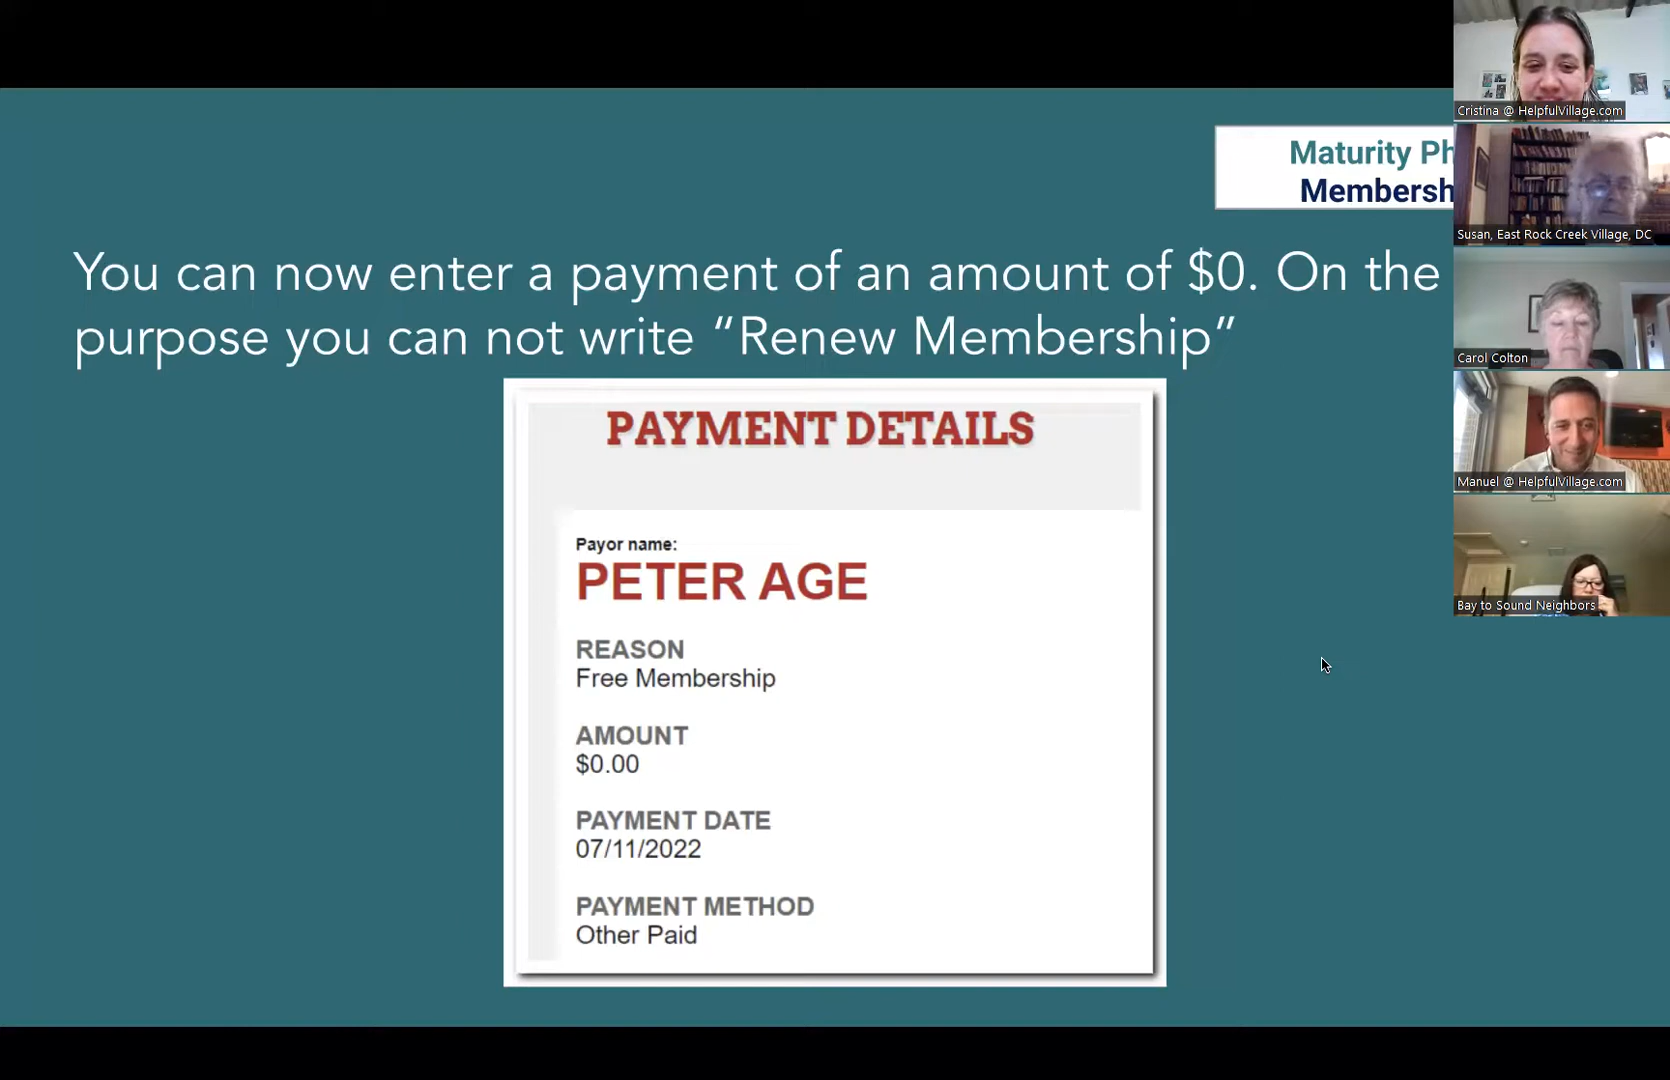 Maturity Ph
Membersh
You can now enter a payment of an amount of $0. On the
purpose you can not write “Renew Membership”
PAYMENT DETAILS
Payor name:
PETER AGE
REASON
Free Membership
AMOUNT
$0.00
PAYMENT DATE
07/11/2022
PAYMENT METHOD
Other Paid
Cristina @ HelpfulVillage.com
Susan, East Rock Creek Village, DC
Carol Colton
Manuel @ HelpfulVillage.com
Bay to Sound Neighbors